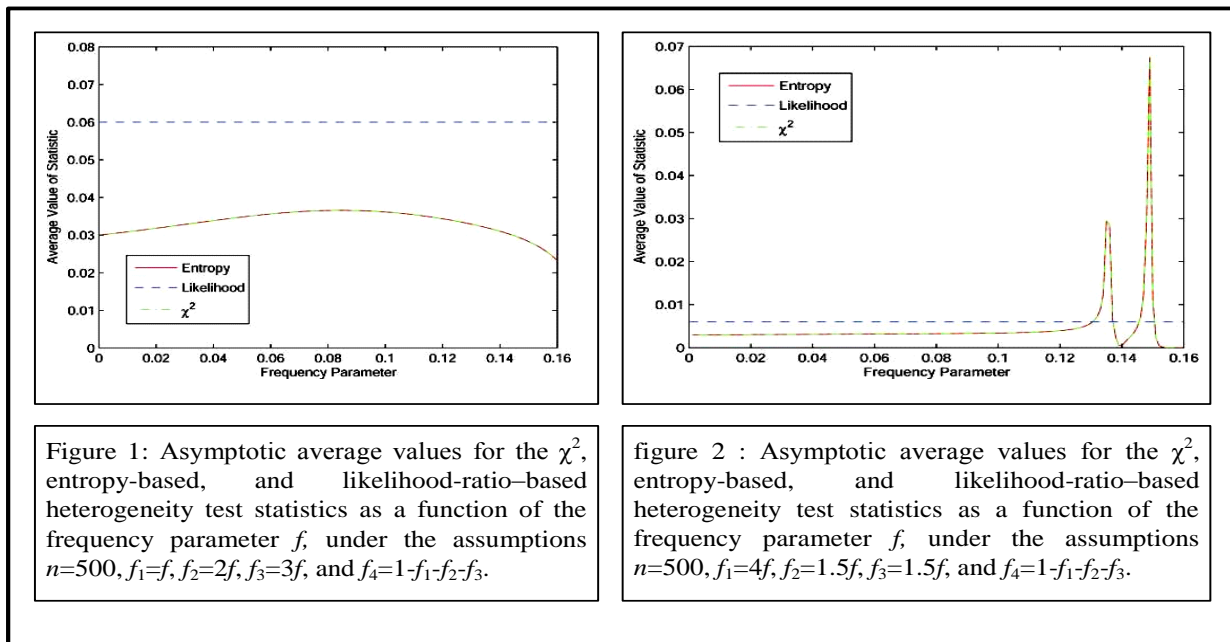 0.08
0.07
0.06
0.05
0.04
0.03
0.02
0.01
0
Average Value of Statistic
Entropy
Likelihood
χ²
0 0.02 0.04 0.06 0.08 0.1 0.12 0.14 0.16
Frequency Parameter
0.07
0.06
0.05
0.04
0.03
0.02
0.01
0
Average Value of Statistic
Entropy
Likelihood
χ²
0 0.02 0.04 0.06 0.08 0.1 0.12 0.14 0.16
Frequency Parameter
Figure 1: Asymptotic average values for the χ²,
entropy-based, and likelihood-ratio–based
heterogeneity test statistics as a function of the
frequency parameter f, under the assumptions
n=500, f₁=f, f₂=2f, f₃=3f, and f₄=1-f₁-f₂-f₃.
figure 2 : Asymptotic average values for the χ²,
entropy-based, and likelihood-ratio–based
heterogeneity test statistics as a function of the
frequency parameter f, under the assumptions
n=500, f₁=4f, f₂=1.5f, f₃=1.5f, and f₄=1-f₁-f₂-f₃.